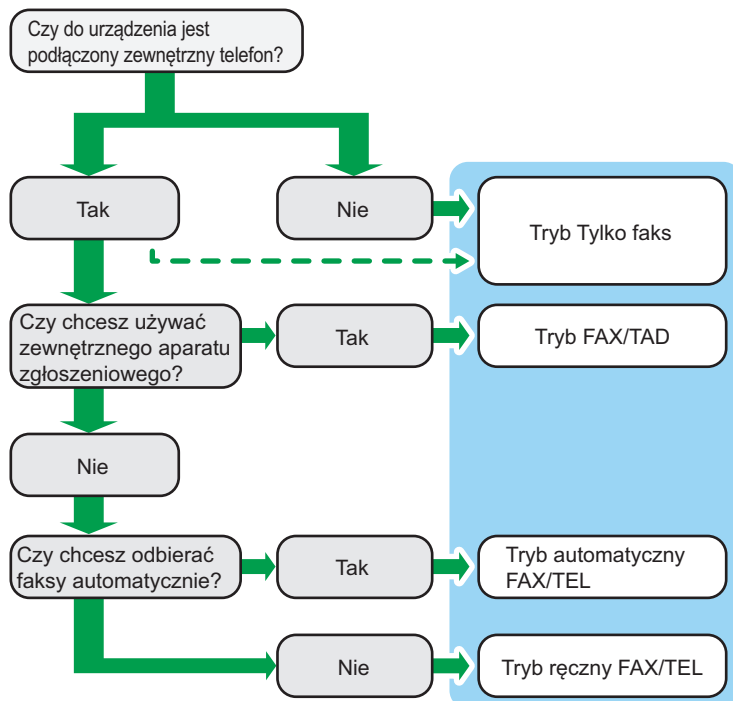 Czy do urządzenia jest
podłączony zewnętrzny telefon?
Tak
Nie
Tryb Tylko faks
Czy chcesz używać
zewnętrznego aparatu
zgłoszeniowego?
Tak
Tryb FAX/TAD
Nie
Czy chcesz odbierać
faksy automatycznie?
Tak
Tryb automatyczny
FAX/TEL
Nie
Tryb ręczny FAX/TEL